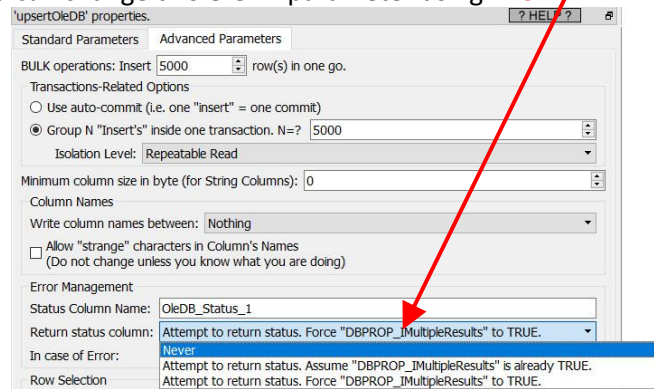 'upsertOleDB' properties.
? HELP ?
Standard Parameters Advanced Parameters
BULK operations: Insert 5000 row(s) in one go.
Transactions-Related Options
Use auto-commit (i.e. one "insert" = one commit)
Group N "Insert's" inside one transaction. N=? 5000
Isolation Level: Repeatable Read
Minimum column size in byte (for String Columns): 0
Column Names
Write column names between: Nothing
Allow "strange" characters in Column's Names
(Do not change unless you know what you are doing)
Error Management
Status Column Name: OleDB_Status_1
Return status column: Attempt to return status. Force "DBPROP_IMultipleResults" to TRUE.
In case of Error: Never
Attempt to return status. Assume "DBPROP_IMultipleResults" is already TRUE.
Row Selection Attempt to return status. Force "DBPROP_IMultipleResults" to TRUE.